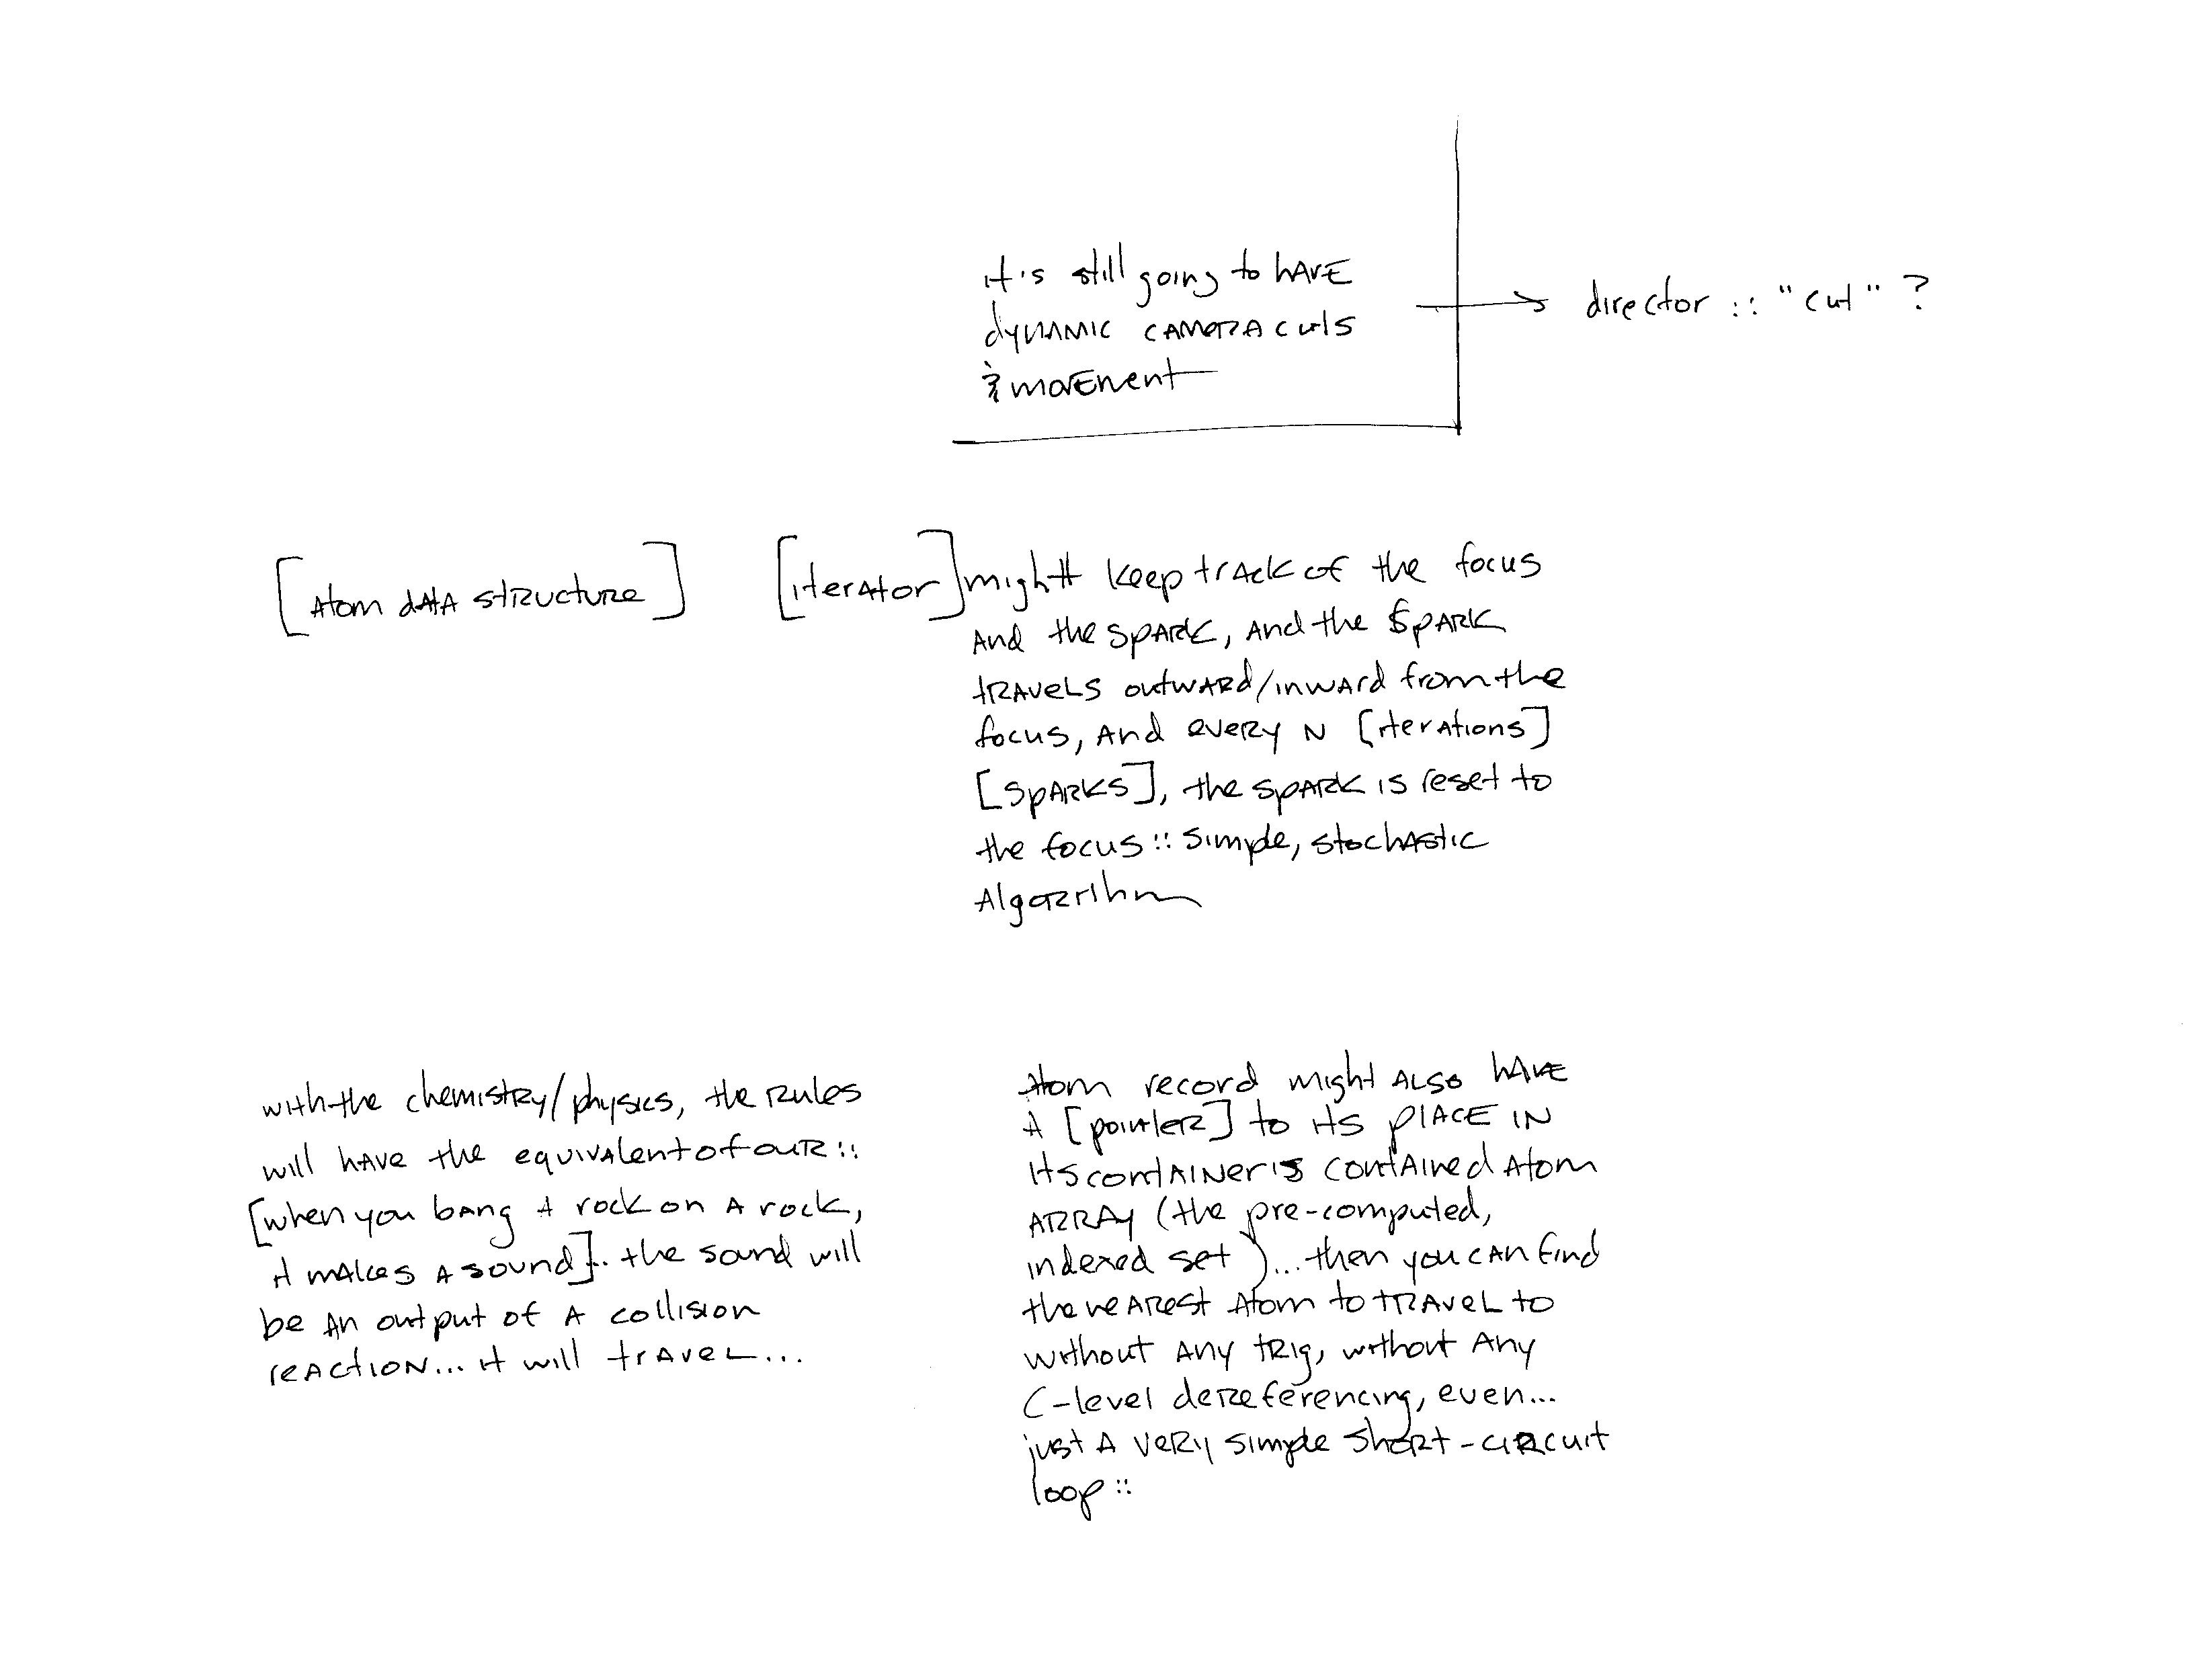 it's still going to have
dynamic camera cuts
& movement
director :: "cut" ?
[atom data structure]
[iterator] might keep track of the focus
and the spark, and the spark
travels outward/inward from the
focus, and every N [iterations]
[sparks], the spark is reset to
the focus :: simple, stochastic
algorithm
with the chemistry/physics, the rules
will have the equivalent of our ::
[when you bang a rock on a rock,
it makes a sound]... the sound will
be an output of a collision
reaction... it will travel...
atom record might also have
a [pointer] to its place in
its container's contained atom
array (the pre-computed,
indexed set)... then you can find
the nearest atom to travel to
without any trig, without any
C-level dereferencing, even...
just a very simple short-circuit
loop ::